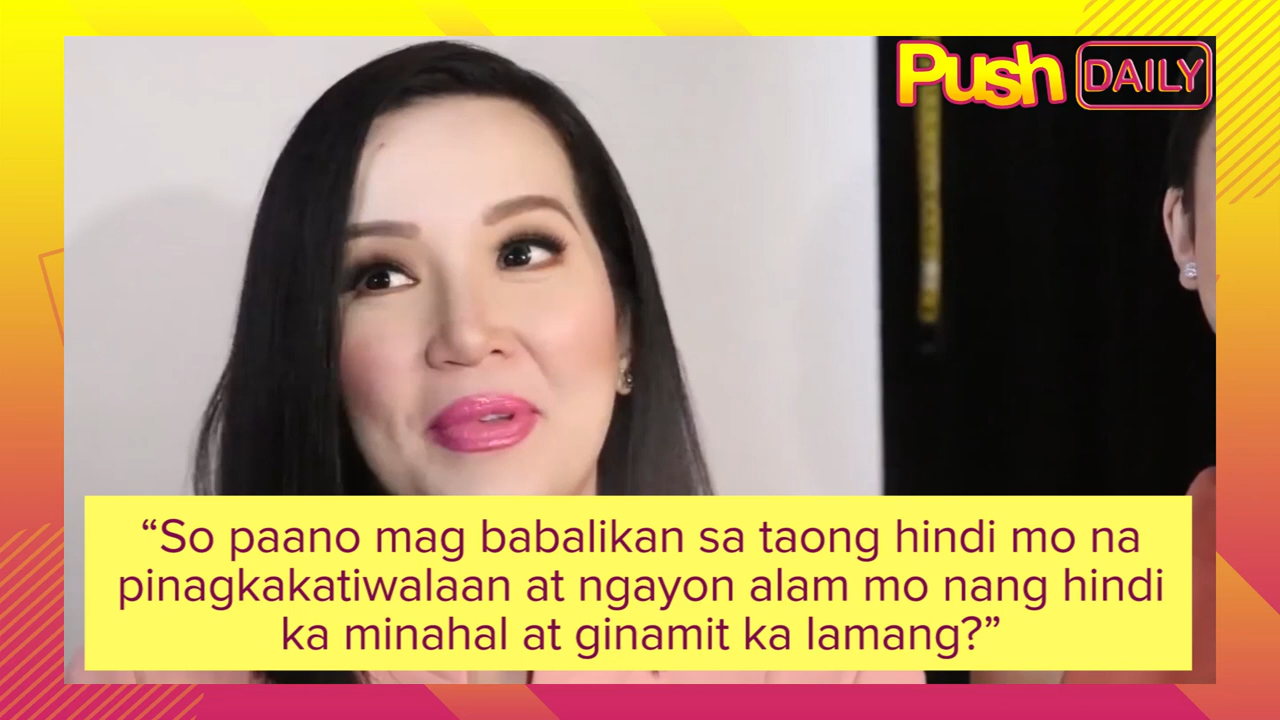 Push DAILY
“So paano mag babalikan sa taong hindi mo na
pinagkakatiwalaan at ngayon alam mo nang hindi
ka minahal at ginamit ka lamang?”